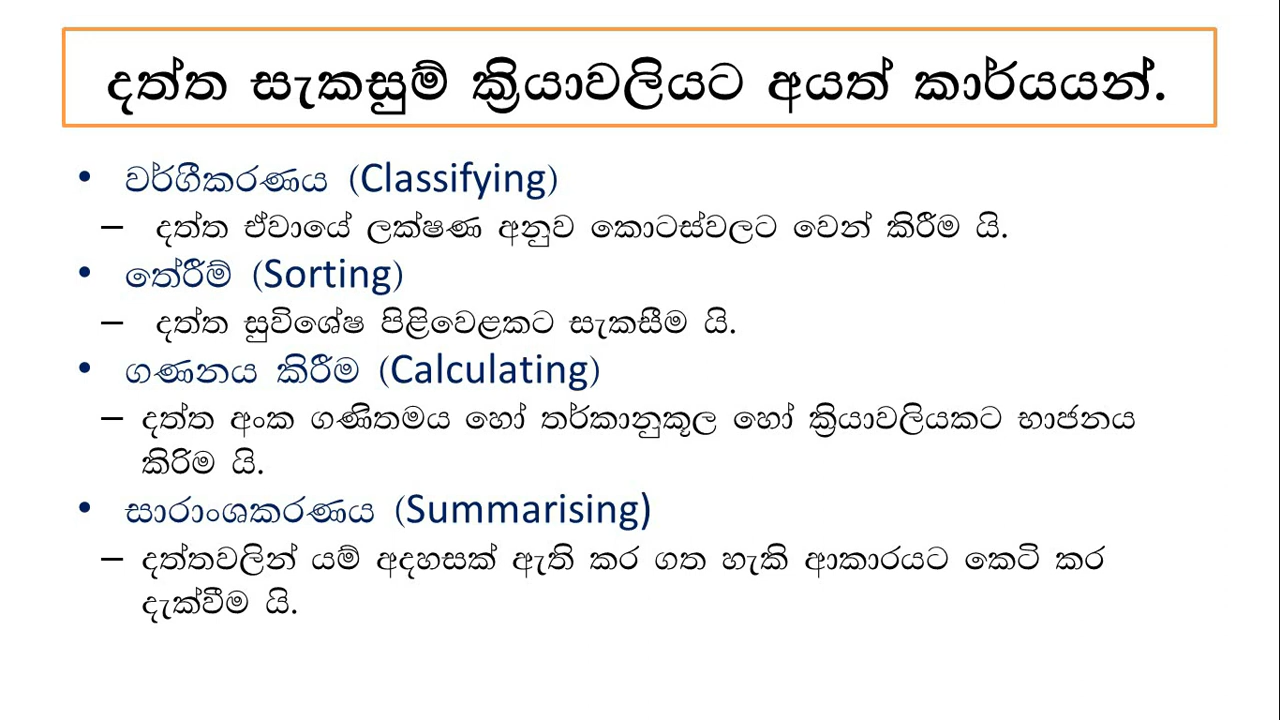 දත්ත සැකසුම් ක්‍රියාවලියට අයත් කාර්යයන්.
• වර්ගීකරණය (Classifying)
– දත්ත ඒවායේ ලක්ෂණ අනුව කොටස්වලට වෙන් කිරීම යි.
• තේරීම් (Sorting)
– දත්ත සුවිශේෂ පිළිවෙළකට සැකසීම යි.
• ගණනය කිරීම (Calculating)
– දත්ත අංක ගණිතමය හෝ තර්කානුකූල හෝ ක්‍රියාවලියකට භාජනය
කිරිම යි.
• සාරාංශකරණය (Summarising)
– දත්තවලින් යම් අදහසක් ඇති කර ගත හැකි ආකාරයට කෙටි කර
දැක්වීම යි.